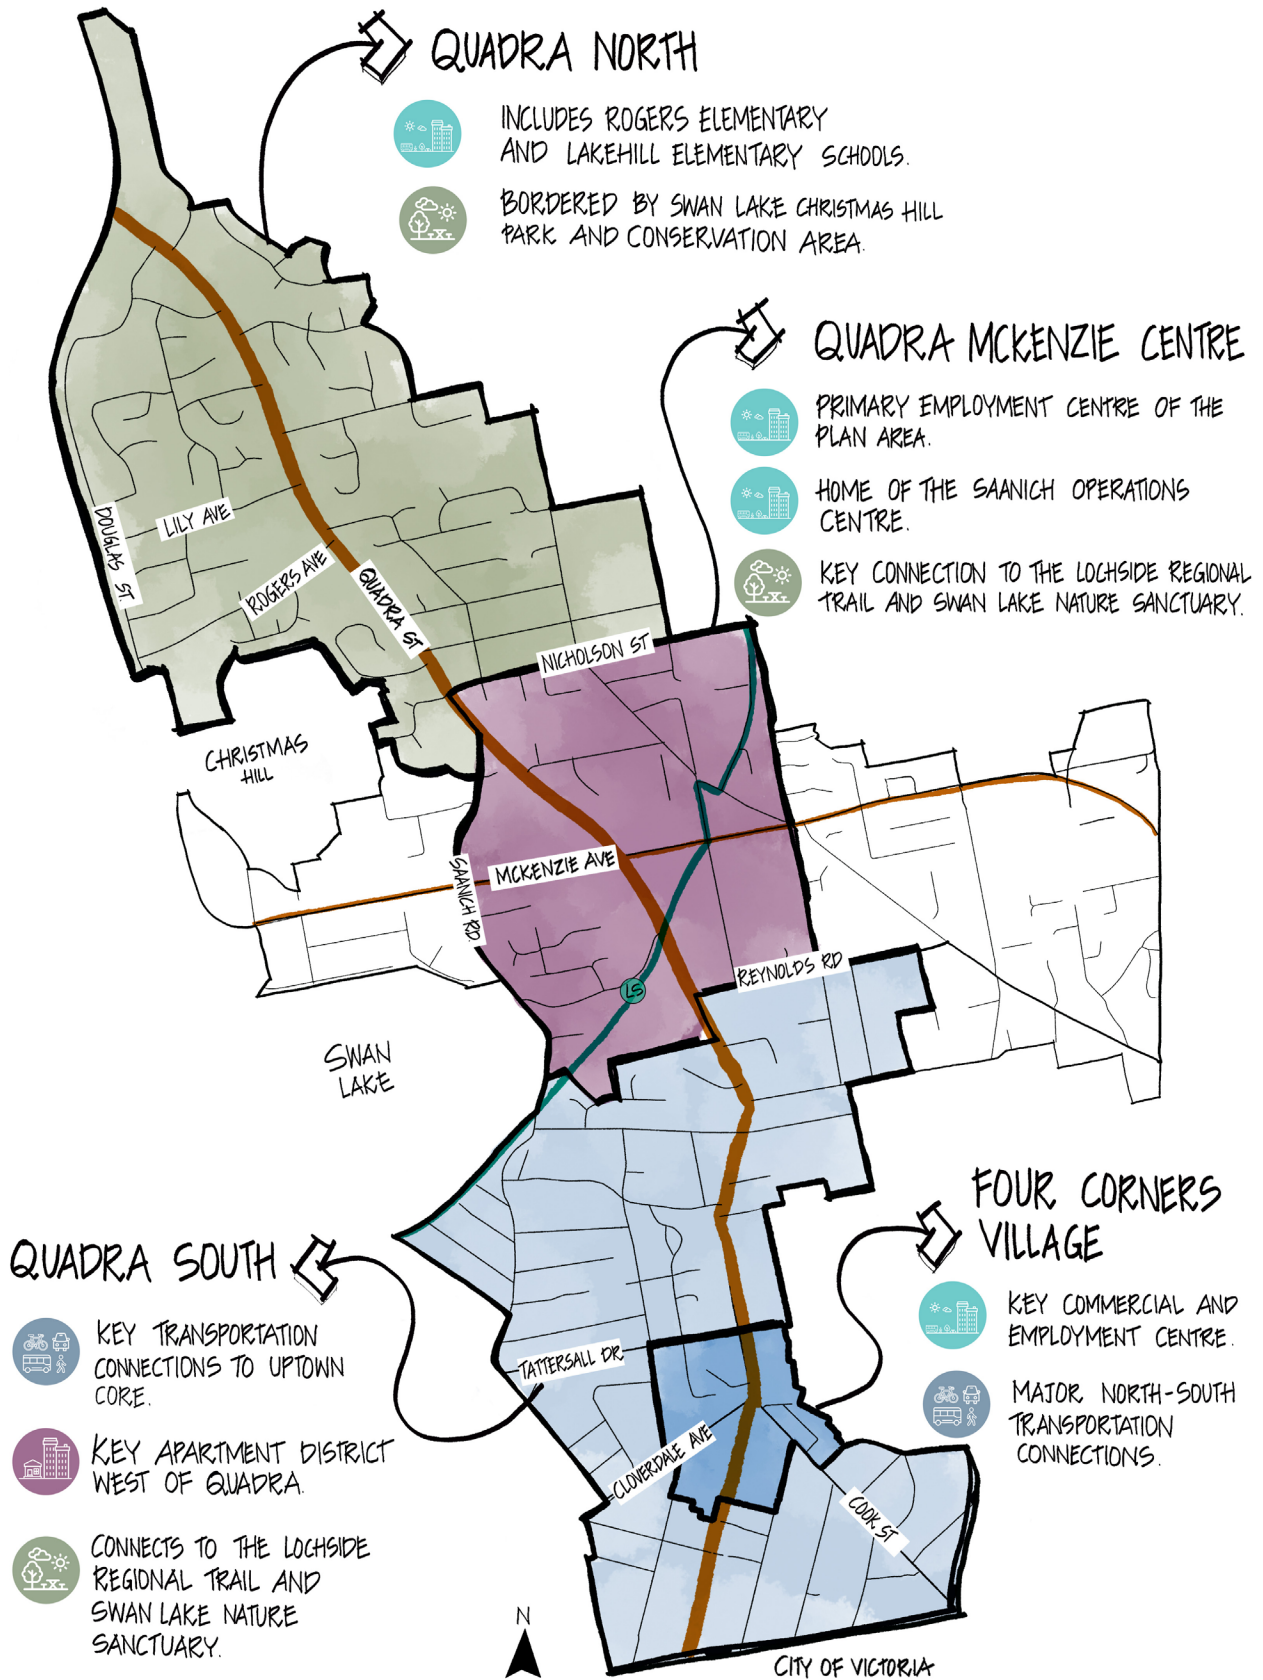 QUADRA NORTH
INCLUDES ROGERS ELEMENTARY
AND LAKEHILL ELEMENTARY SCHOOLS.
BORDERED BY SWAN LAKE CHRISTMAS HILL
PARK AND CONSERVATION AREA.
QUADRA MCKENZIE CENTRE
PRIMARY EMPLOYMENT CENTRE OF THE
PLAN AREA.
HOME OF THE SAANICH OPERATIONS
CENTRE.
KEY CONNECTION TO THE LOCHSIDE REGIONAL
TRAIL AND SWAN LAKE NATURE SANCTUARY.
DOUGLAS ST.
LILY AVE
ROGERS AVE
QUADRA ST
NICHOLSON ST
CHRISTMAS
HILL
SAANICH RD.
MCKENZIE AVE
REYNOLDS RD
LS
SWAN
LAKE
FOUR CORNERS
VILLAGE
KEY COMMERCIAL AND
EMPLOYMENT CENTRE.
MAJOR NORTH-SOUTH
TRANSPORTATION
CONNECTIONS.
QUADRA SOUTH
KEY TRANSPORTATION
CONNECTIONS TO UPTOWN
CORE.
KEY APARTMENT DISTRICT
WEST OF QUADRA.
CONNECTS TO THE LOCHSIDE
REGIONAL TRAIL AND
SWAN LAKE NATURE
SANCTUARY.
TATTERSALL DR
CLOVERDALE AVE
COOK ST
N
CITY OF VICTORIA